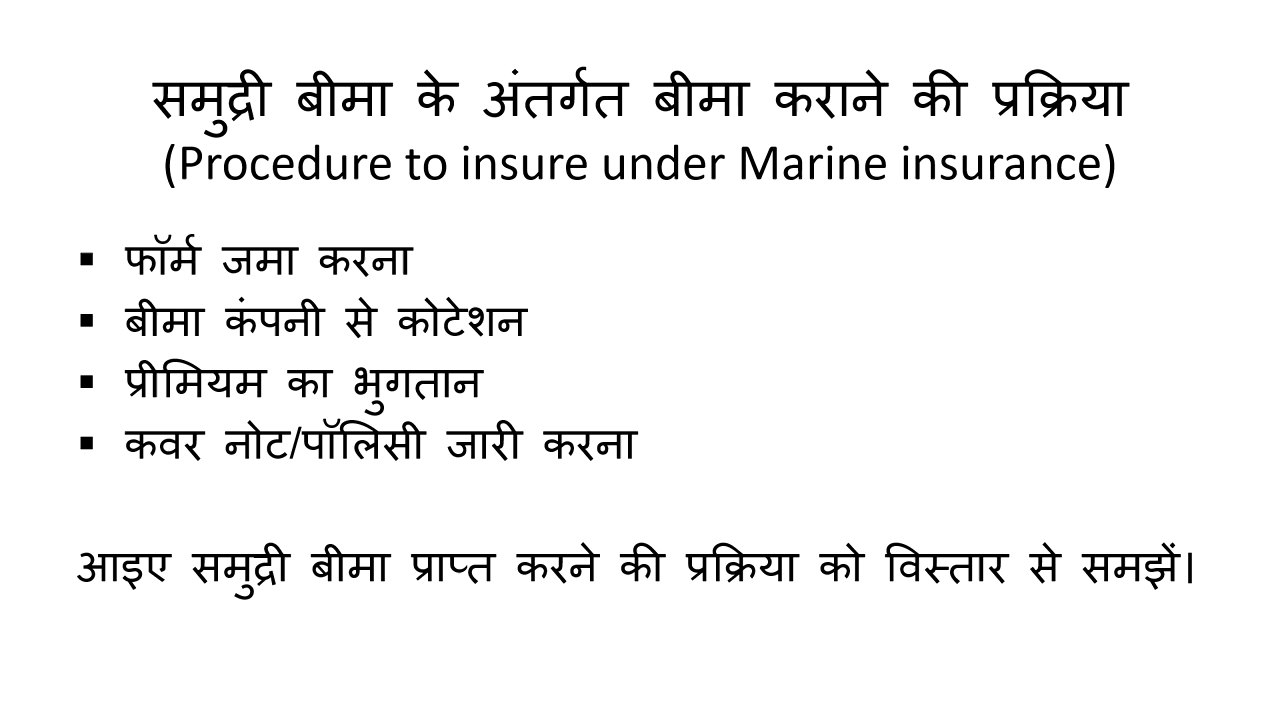 समुद्री बीमा के अंतर्गत बीमा कराने की प्रक्रिया
(Procedure to insure under Marine insurance)
▪ फॉर्म जमा करना
▪ बीमा कंपनी से कोटेशन
▪ प्रीमियम का भुगतान
▪ कवर नोट/पॉलिसी जारी करना
आइए समुद्री बीमा प्राप्त करने की प्रक्रिया को विस्तार से समझें।